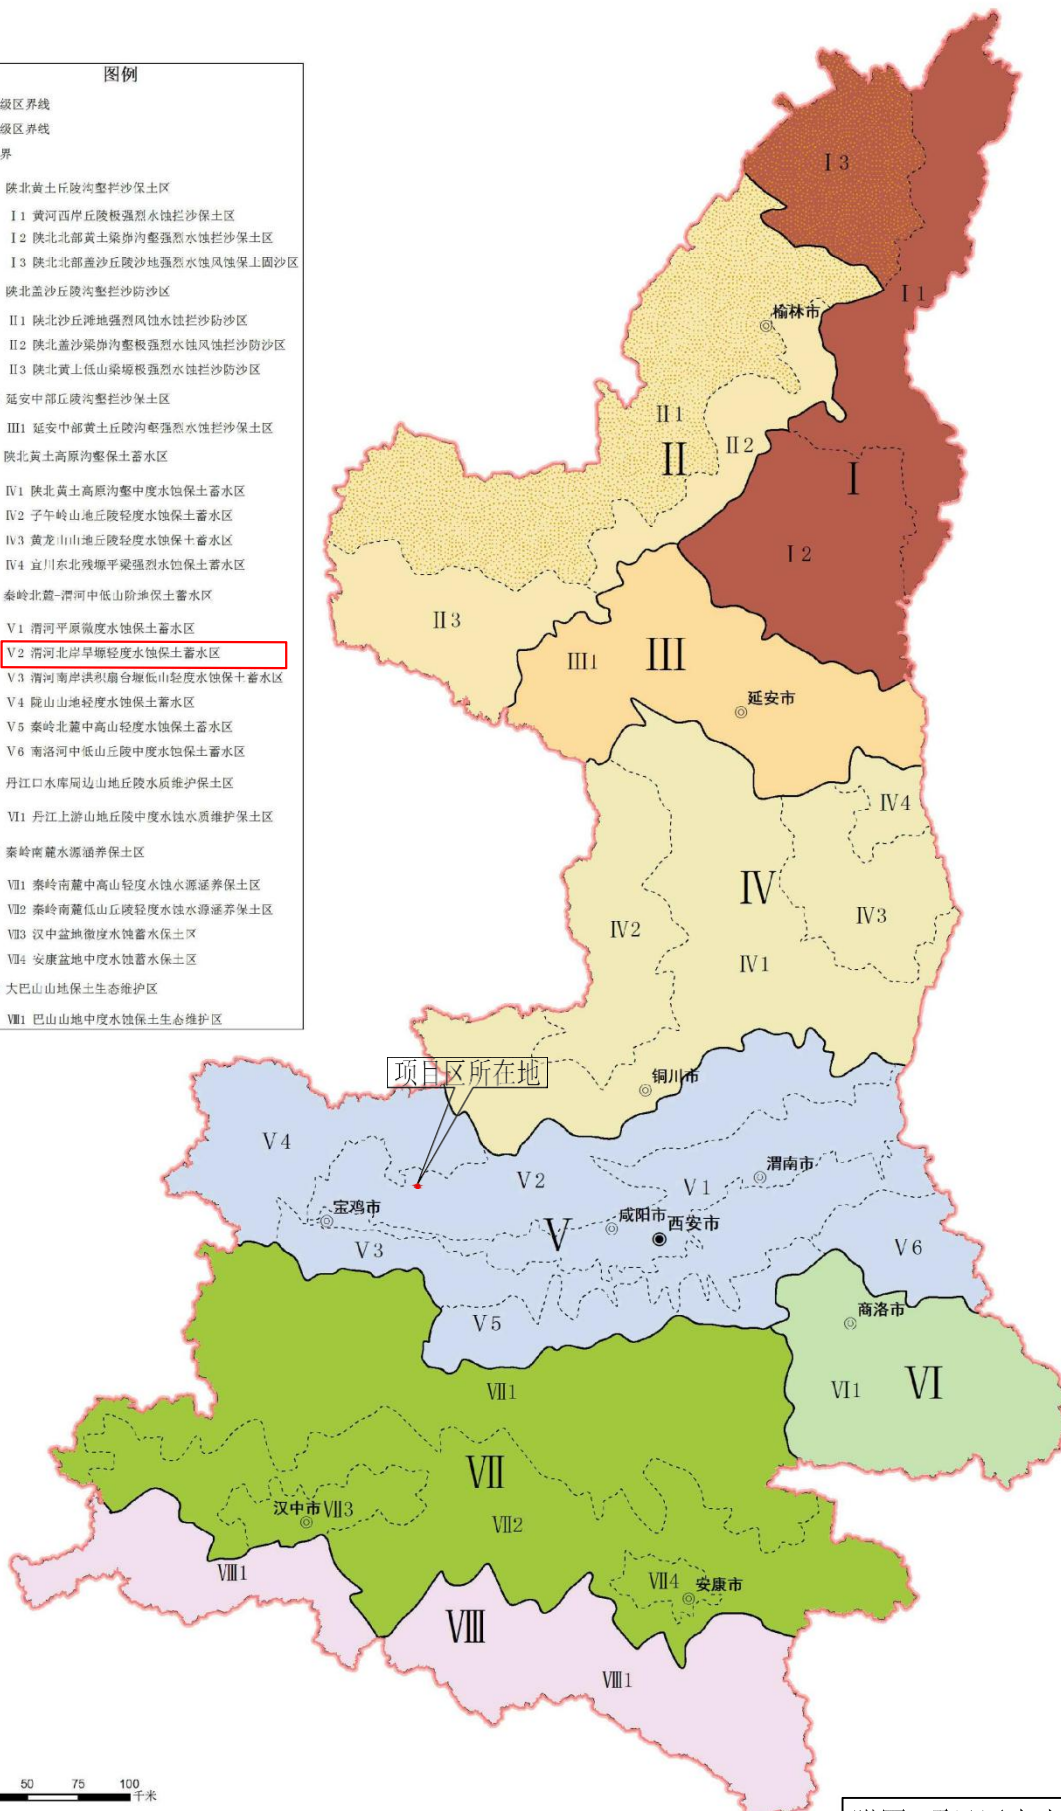 图例
级区界线
级区界线
界
陕北黄土丘陵沟壑拦沙保土区
Ⅰ1 黄河西岸丘陵极强烈水蚀拦沙保土区
Ⅰ2 陕北北部黄土梁峁沟壑强烈水蚀拦沙保土区
Ⅰ3 陕北北部盖沙丘陵沙地强烈水蚀风蚀保土固沙区
陕北盖沙丘陵沟壑拦沙防沙区
Ⅱ1 陕北沙丘滩地强烈风蚀水蚀拦沙防沙区
Ⅱ2 陕北盖沙梁峁沟壑极强烈水蚀风蚀拦沙防沙区
Ⅱ3 陕北黄土低山梁塬极强烈水蚀拦沙防沙区
延安中部丘陵沟壑拦沙保土区
Ⅲ1 延安中部黄土丘陵沟壑强烈水蚀拦沙保土区
陕北黄土高原沟壑保土蓄水区
Ⅳ1 陕北黄土高原沟壑中度水蚀保土蓄水区
Ⅳ2 子午岭山地丘陵轻度水蚀保土蓄水区
Ⅳ3 黄龙山山地丘陵轻度水蚀保土蓄水区
Ⅳ4 宜川东北残塬平梁强烈水蚀保土蓄水区
秦岭北麓-渭河中低山阶地保土蓄水区
Ⅴ1 渭河平原微度水蚀保土蓄水区
Ⅴ2 渭河北岸旱塬轻度水蚀保土蓄水区
Ⅴ3 渭河南岸洪积扇台塬低山轻度水蚀保土蓄水区
Ⅴ4 陇山山地轻度水蚀保土蓄水区
Ⅴ5 秦岭北麓中高山轻度水蚀保土蓄水区
Ⅴ6 南洛河中低山丘陵中度水蚀保土蓄水区
丹江口水库周边山地丘陵水质维护保土区
Ⅵ1 丹江上游山地丘陵中度水蚀水质维护保土区
秦岭南麓水源涵养保土区
Ⅶ1 秦岭南麓中高山轻度水蚀水源涵养保土区
Ⅶ2 秦岭南麓低山丘陵轻度水蚀水源涵养保土区
Ⅶ3 汉中盆地微度水蚀蓄水保土区
Ⅶ4 安康盆地中度水蚀蓄水保土区
大巴山山地保土生态维护区
Ⅷ1 巴山山地中度水蚀保土生态维护区
Ⅰ3
Ⅰ1
榆林市
Ⅱ1
Ⅱ2
Ⅱ
Ⅰ
Ⅰ2
Ⅱ3
Ⅲ1
Ⅲ
延安市
Ⅳ4
Ⅳ
Ⅳ3
Ⅳ2
Ⅳ1
项目区所在地
铜川市
Ⅴ4
Ⅴ2
Ⅴ1
渭南市
宝鸡市
咸阳市
西安市
Ⅴ
Ⅴ3
Ⅴ6
商洛市
Ⅴ5
Ⅶ1
Ⅵ1
Ⅵ
Ⅶ
汉中市
Ⅶ3
Ⅶ2
Ⅷ1
Ⅶ4
安康市
Ⅷ
Ⅷ1
50 75 100
千米